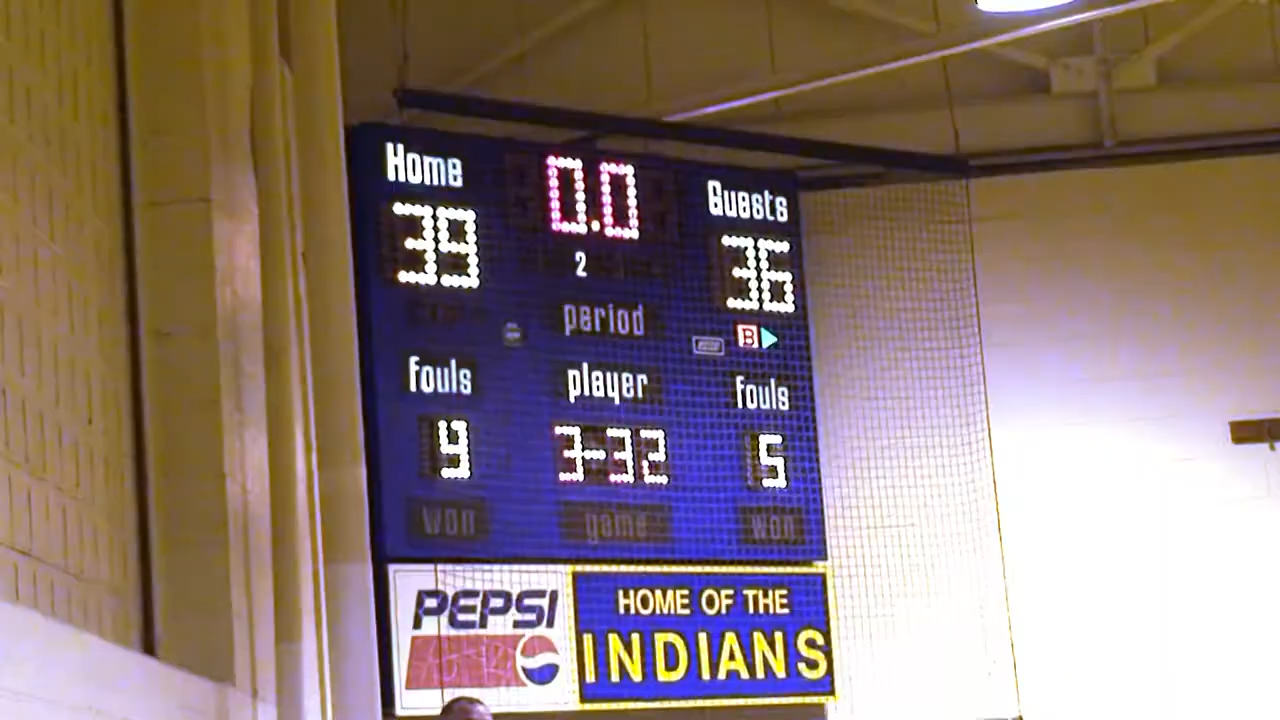 Home 0.0 Guests
39 36
2
period
B
fouls player fouls
9 3-32 5
won game won
PEPSI
HOME OF THE
INDIANS